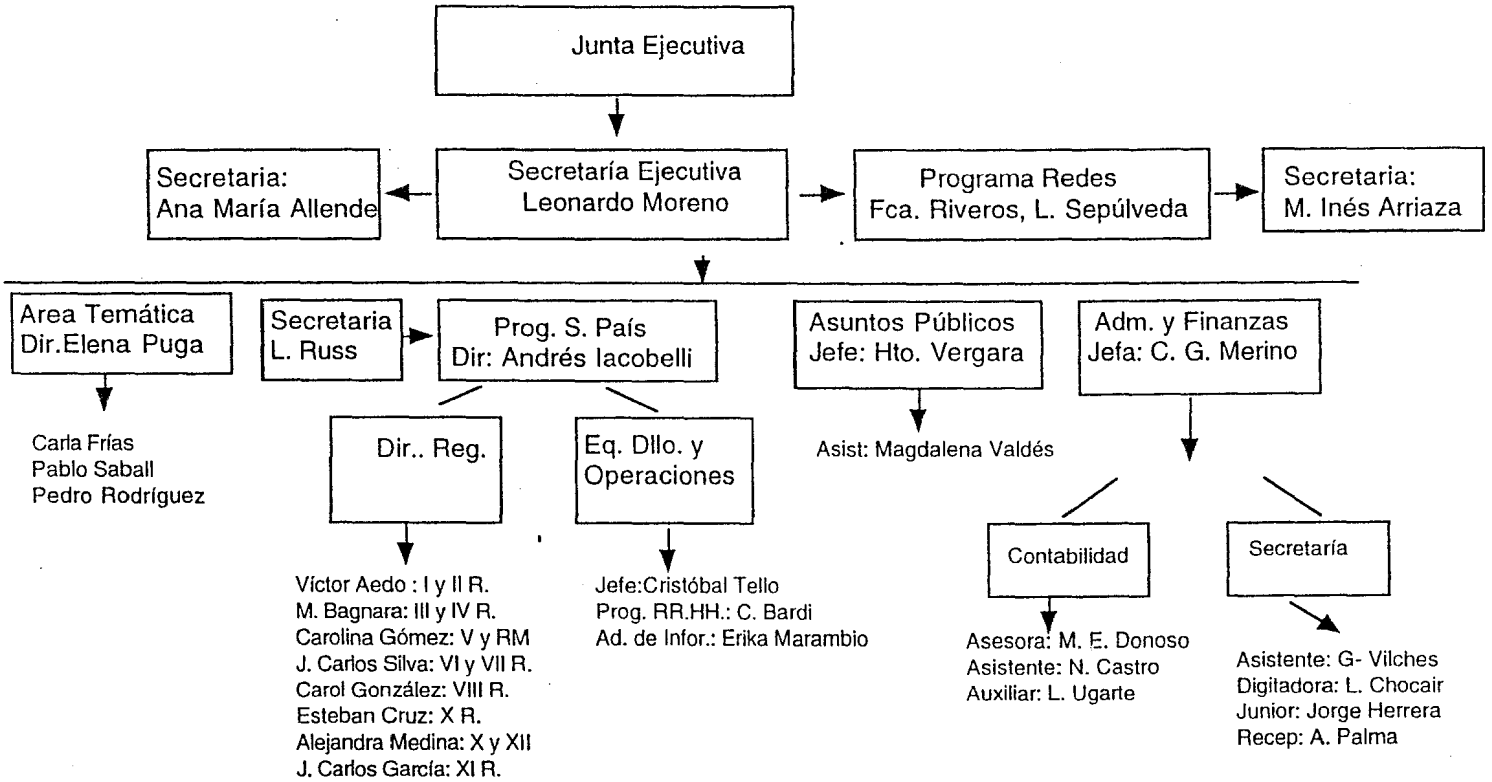 Junta Ejecutiva
Secretaria:
Ana María Allende
Secretaría Ejecutiva
Leonardo Moreno
Programa Redes
Fca. Riveros, L. Sepúlveda
Secretaria:
M. Inés Arriaza
Area Temática
Dir.Elena Puga
Secretaria
L. Russ
Prog. S. País
Dir: Andrés Iacobelli
Asuntos Públicos
Jefe: Hto. Vergara
Adm. y Finanzas
Jefa: C. G. Merino
Carla Frías
Pablo Saball
Pedro Rodríguez
Dir.. Reg.
Eq. Dllo. y
Operaciones
Asist: Magdalena Valdés
Contabilidad
Secretaría
Víctor Aedo : I y II R.
M. Bagnara: III y IV R.
Carolina Gómez: V y RM
J. Carlos Silva: VI y VII R.
Carol González: VIII R.
Esteban Cruz: X R.
Alejandra Medina: X y XII
J. Carlos García: XI R.
Jefe:Cristóbal Tello
Prog. RR.HH.: C. Bardi
Ad. de Infor.: Erika Marambio
Asesora: M. E. Donoso
Asistente: N. Castro
Auxiliar: L. Ugarte
Asistente: G- Vilches
Digitadora: L. Chocair
Junior: Jorge Herrera
Recep: A. Palma